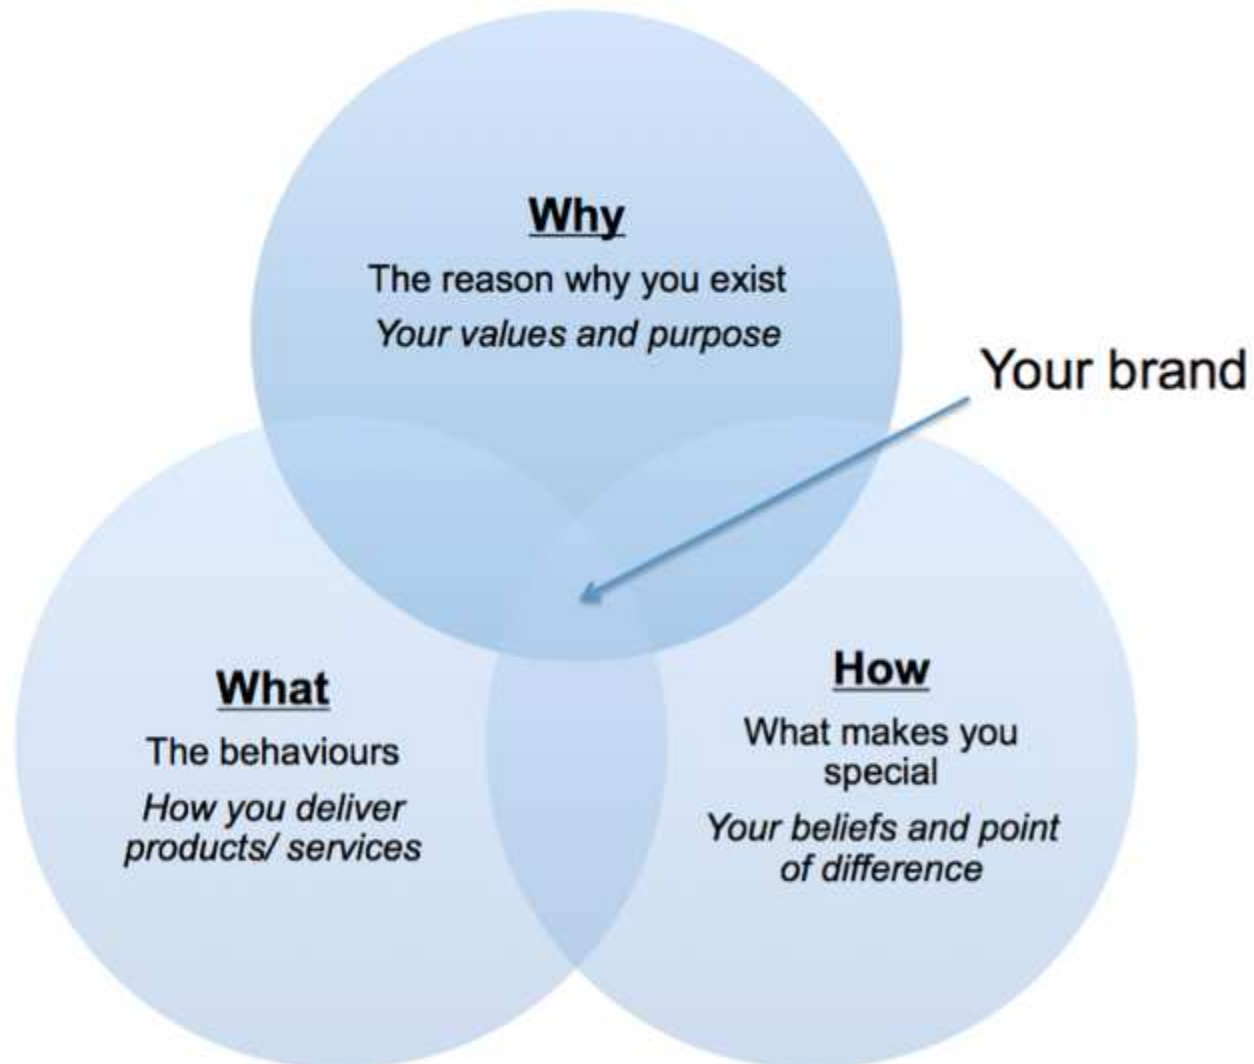 Why
The reason why you exist
Your values and purpose
Your brand
What
The behaviours
How you deliver
products/ services
How
What makes you
special
Your beliefs and point
of difference